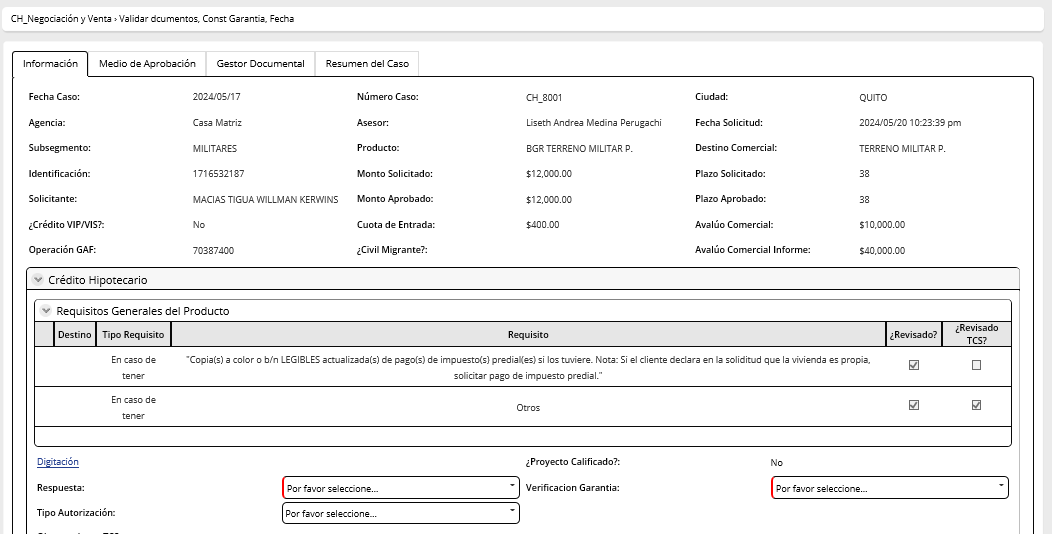 CH_Negociación y Venta › Validar dcumentos, Const Garantia, Fecha
Información Medio de Aprobación Gestor Documental Resumen del Caso
Fecha Caso: 2024/05/17 Número Caso: CH_8001 Ciudad: QUITO
Agencia: Casa Matriz Asesor: Liseth Andrea Medina Perugachi Fecha Solicitud: 2024/05/20 10:23:39 pm
Subsegmento: MILITARES Producto: BGR TERRENO MILITAR P. Destino Comercial: TERRENO MILITAR P.
Identificación: 1716532187 Monto Solicitado: $12,000.00 Plazo Solicitado: 38
Solicitante: MACIAS TIGUA WILLMAN KERWINS Monto Aprobado: $12,000.00 Plazo Aprobado: 38
¿Crédito VIP/VIS?: No Cuota de Entrada: $400.00 Avalúo Comercial: $10,000.00
Operación GAF: 70387400 ¿Civil Migrante?: Avalúo Comercial Informe: $40,000.00
Crédito Hipotecario
Requisitos Generales del Producto
Destino Tipo Requisito Requisito ¿Revisado? ¿Revisado
TCS?
En caso de
tener
"Copia(s) a color o b/n LEGIBLES actualizada(s) de pago(s) de impuesto(s) predial(es) si los tuviere. Nota: Si el cliente declara en la soliditud que la vivienda es propia,
solicitar pago de impuesto predial."
En caso de
tener
Otros
Digitación ¿Proyecto Calificado?: No
Respuesta: Por favor seleccione... Verificacion Garantia: Por favor seleccione...
Tipo Autorización: Por favor seleccione...